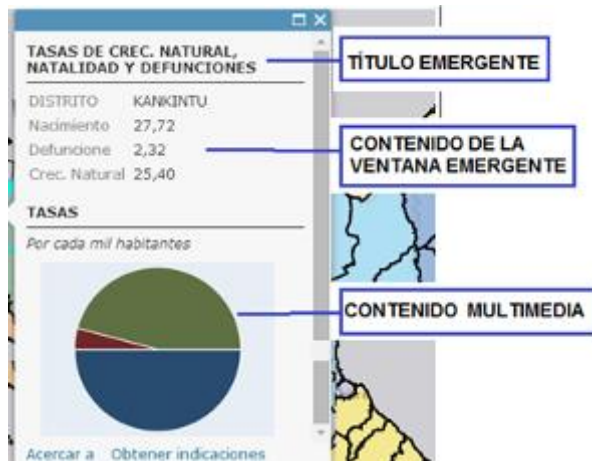 TASAS DE CREC. NATURAL,
NATALIDAD Y DEFUNCIONES
TÍTULO EMERGENTE
DISTRITO KANKINTU
Nacimiento 27,72
Defuncione 2,32
Crec. Natural 25,40
CONTENIDO DE LA
VENTANA EMERGENTE
TASAS
Por cada mil habitantes
CONTENIDO MULTIMEDIA
Acercar a Obtener indicaciones